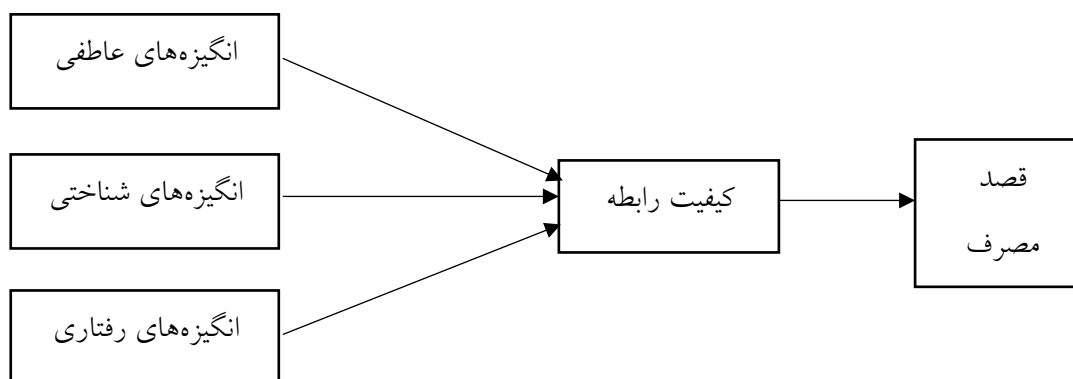 انگیزه‌های عاطفی
انگیزه‌های شناختی
انگیزه‌های رفتاری
کیفیت رابطه
قصد
مصرف